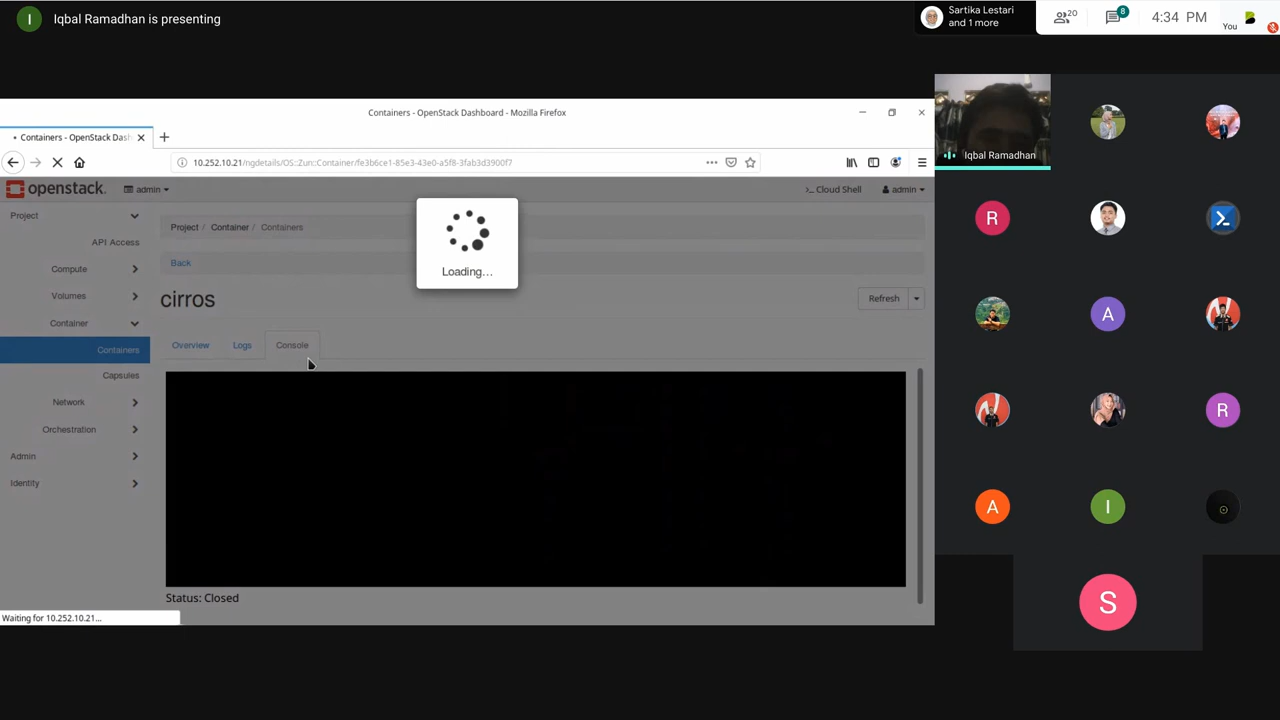 I
Iqbal Ramadhan is presenting
Sartika Lestari
and 1 more
20
8
4:34 PM
You
Containers - OpenStack Dashboard - Mozilla Firefox
Containers - OpenStack Dash
10.252.10.21/ngdetails/OS::Zun::Container/fe3b6ce1-85e3-43e0-a5f8-3fab3d3900f7
openstack.
admin
>_ Cloud Shell
admin
Project
API Access
Compute
Volumes
Container
Containers
Capsules
Network
Orchestration
Admin
Identity
Project / Container / Containers
Back
cirros
Refresh
Overview
Logs
Console
Loading...
Status: Closed
Waiting for 10.252.10.21...
Iqbal Ramadhan
R
A
R
A
I
S